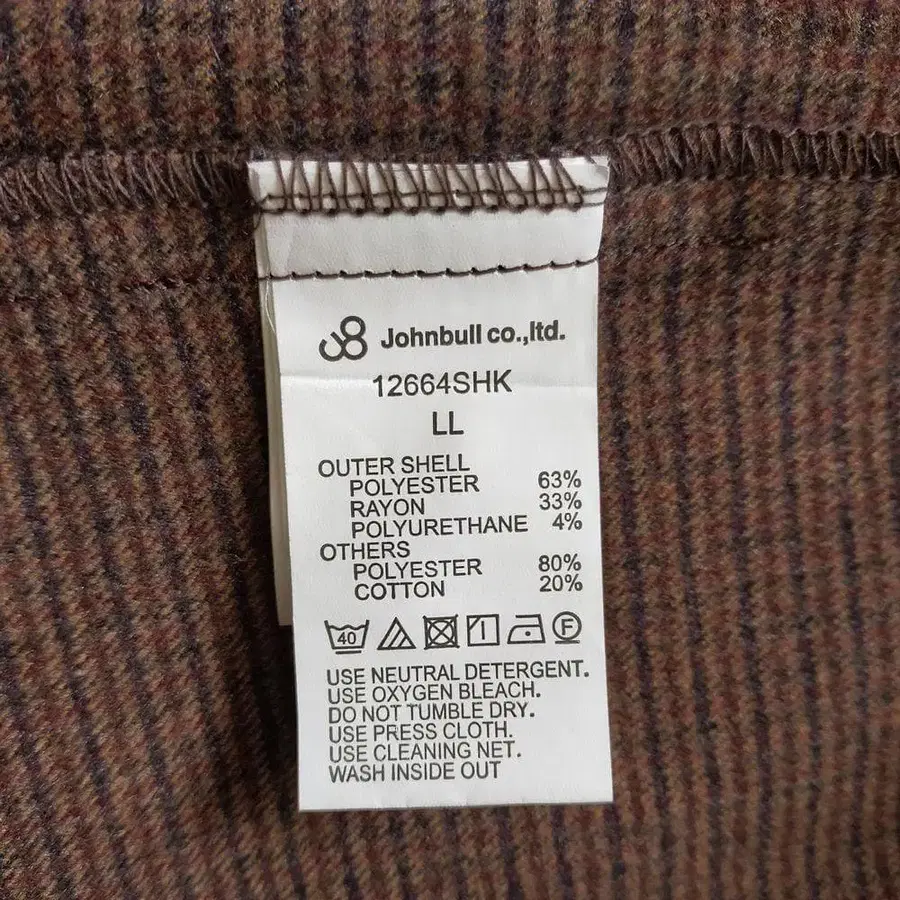 Johnbull co.,ltd.
12664SHK
LL
OUTER SHELL
POLYESTER 63%
RAYON 33%
POLYURETHANE 4%
OTHERS
POLYESTER 80%
COTTON 20%
40 F
USE NEUTRAL DETERGENT.
USE OXYGEN BLEACH.
DO NOT TUMBLE DRY.
USE PRESS CLOTH.
USE CLEANING NET.
WASH INSIDE OUT